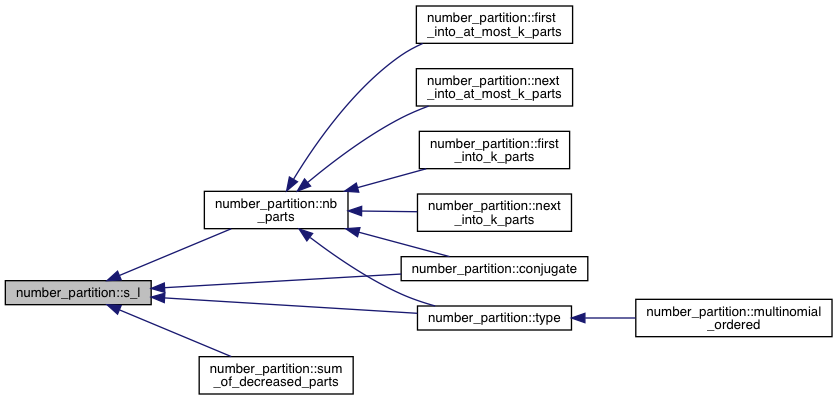 number_partition::first
_into_at_most_k_parts
number_partition::next
_into_at_most_k_parts
number_partition::first
_into_k_parts
number_partition::nb
_parts
number_partition::next
_into_k_parts
number_partition::conjugate
number_partition::s_l
number_partition::type
number_partition::multinomial
_ordered
number_partition::sum
_of_decreased_parts